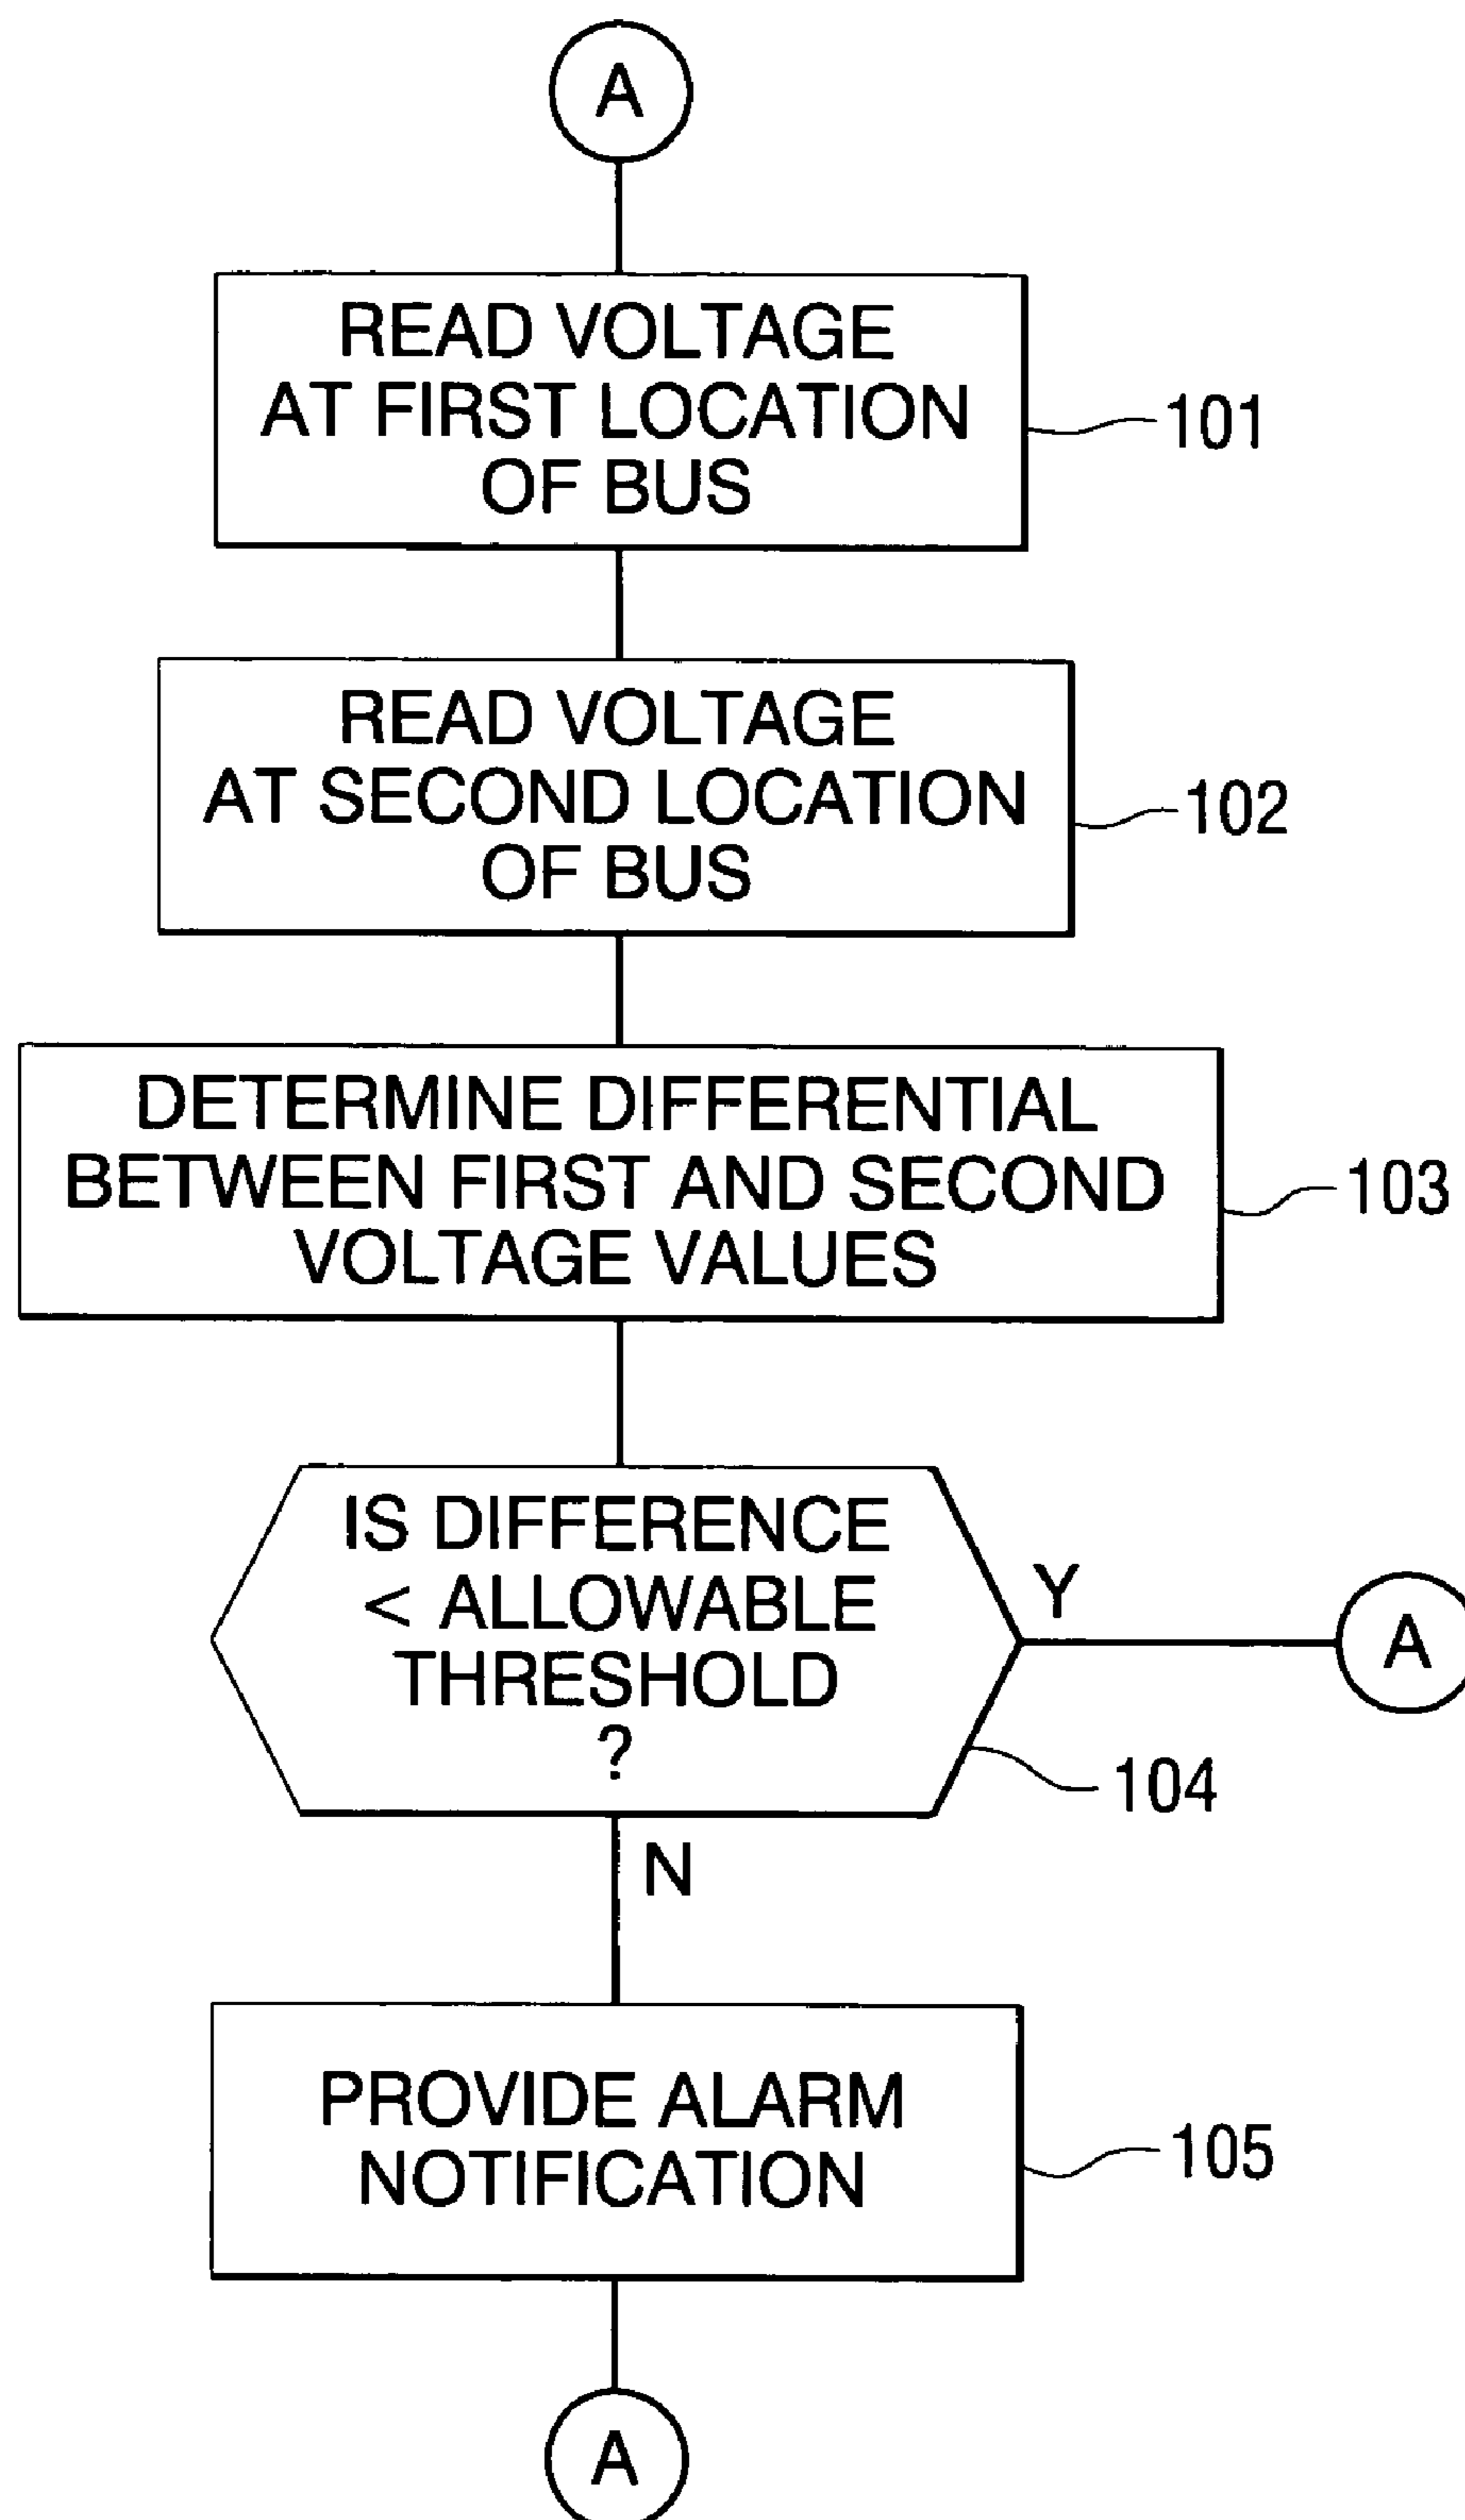 A
READ VOLTAGE
AT FIRST LOCATION
OF BUS
101
READ VOLTAGE
AT SECOND LOCATION
OF BUS
102
DETERMINE DIFFERENTIAL
BETWEEN FIRST AND SECOND
VOLTAGE VALUES
103
IS DIFFERENCE
< ALLOWABLE
THRESHOLD
?
Y
A
104
N
PROVIDE ALARM
NOTIFICATION
105
A